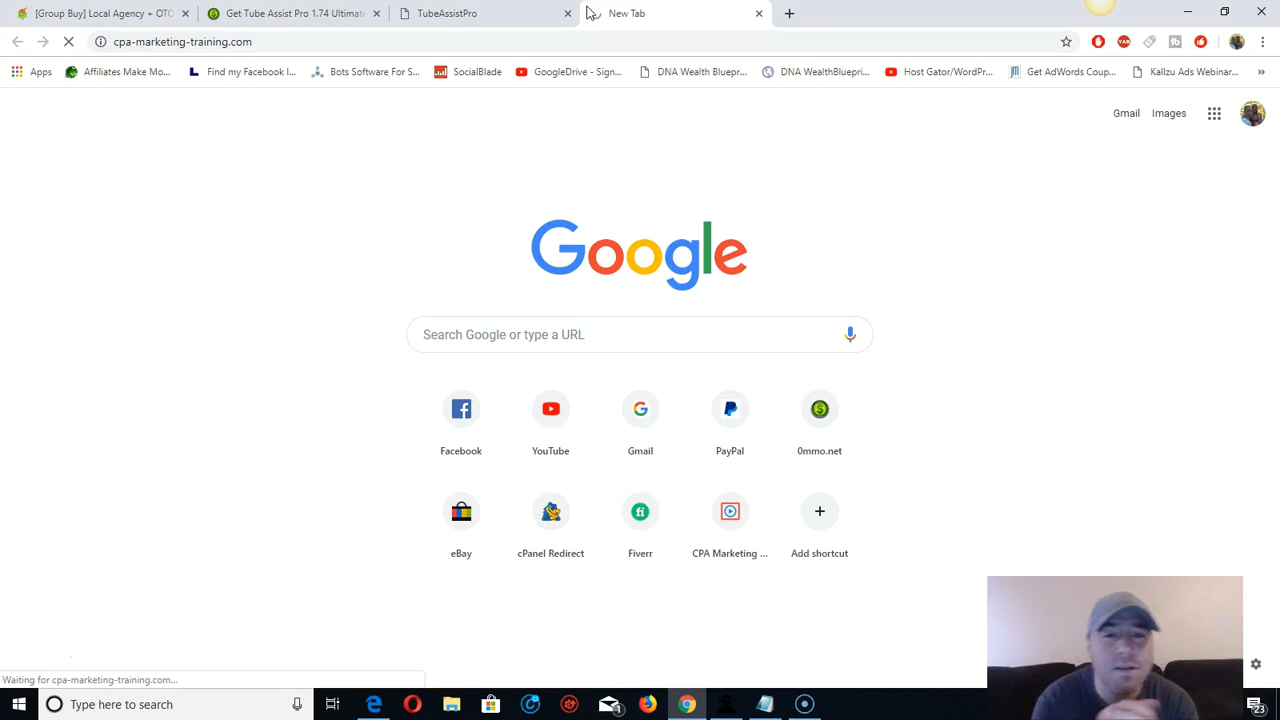 [Group Buy] Local Agency + OTO
Get Tube Assist Pro 1.74 Ultimat
TubeAssistPro
New Tab
cpa-marketing-training.com
Apps
Affiliates Make Mo...
Find my Facebook I...
Bots Software For S...
SocialBlade
GoogleDrive - Sign...
DNA Wealth Bluepr...
DNA WealthBluepri...
Host Gator/WordPr...
Get AdWords Coup...
Kallzu Ads Webinar...
Gmail Images
Google
Search Google or type a URL
Facebook
YouTube
Gmail
PayPal
0mmo.net
eBay
cPanel Redirect
Fiverr
CPA Marketing ...
Add shortcut
Waiting for cpa-marketing-training.com...
Type here to search
1
23